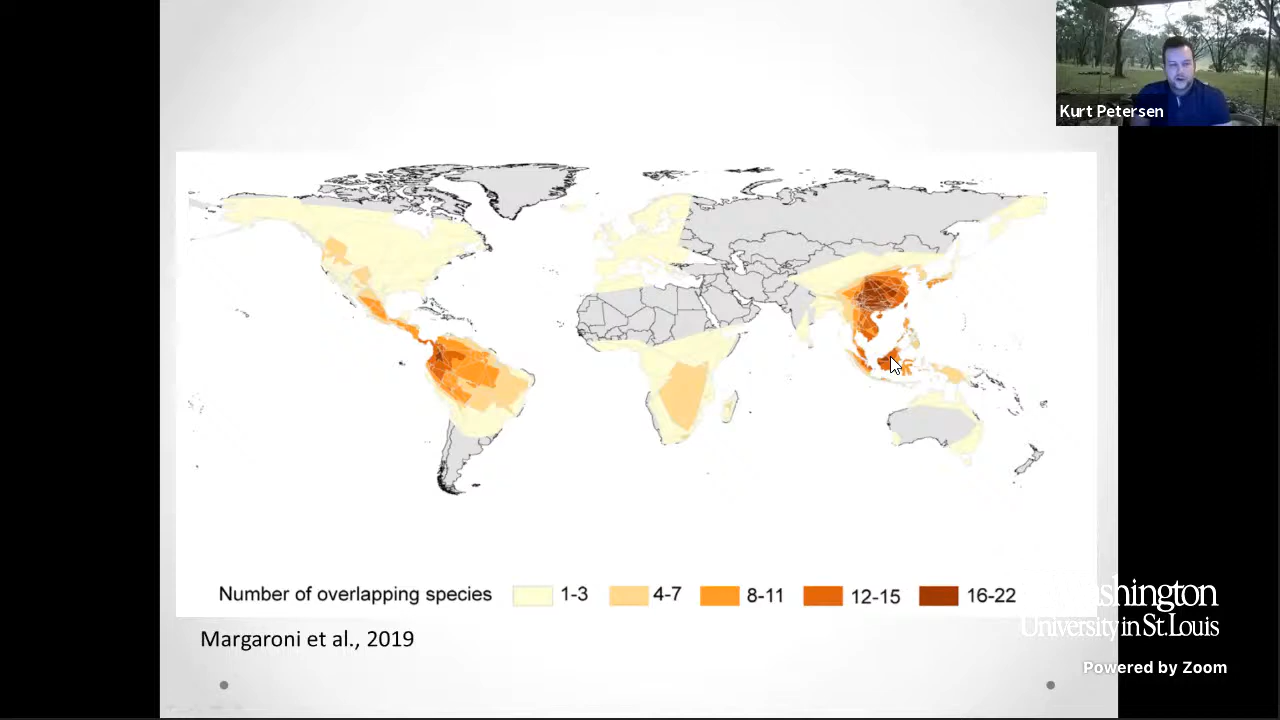 Kurt Petersen
Number of overlapping species
1-3
4-7
8-11
12-15
16-22
Margaroni et al., 2019
University in St.Louis
Powered by Zoom